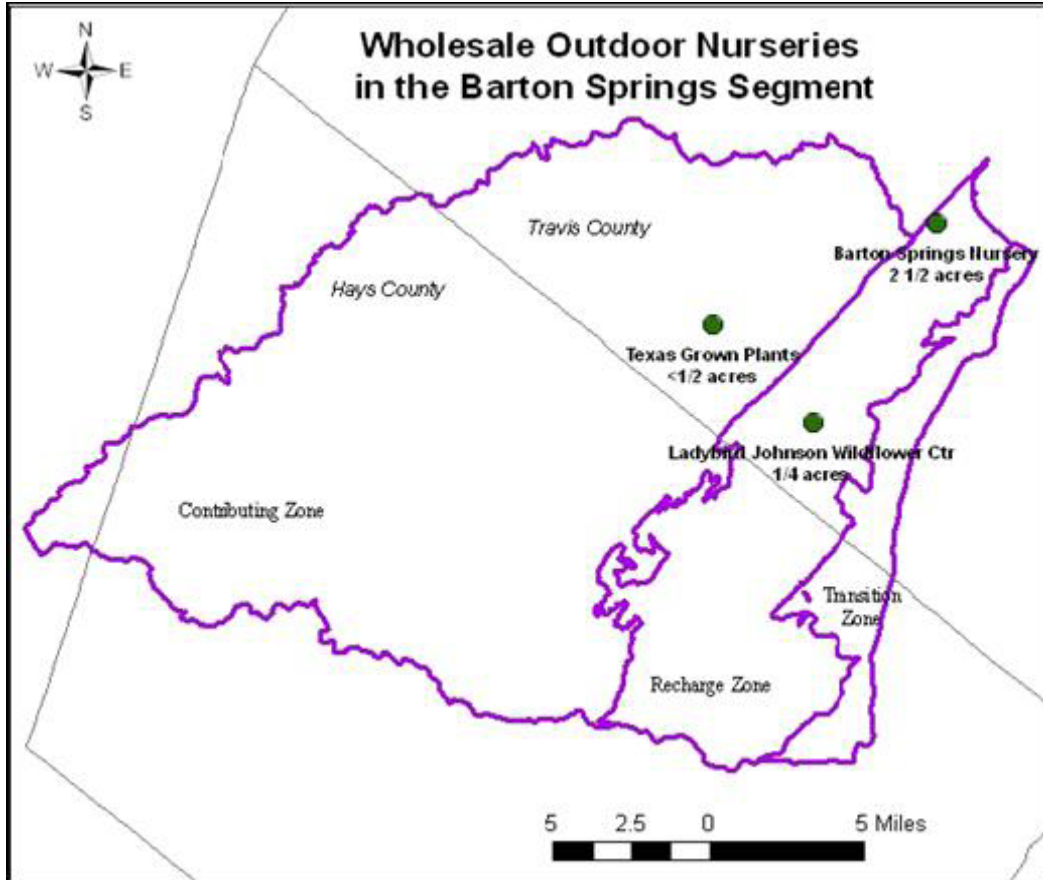 N
W E
S
Wholesale Outdoor Nurseries
in the Barton Springs Segment
Travis County
Hays County
Barton Springs Nursery
2 1/2 acres
Texas Grown Plants
<1/2 acres
Ladybird Johnson Wildflower Ctr
1/4 acres
Contributing Zone
Transition
Zone
Recharge Zone
5 2.5 0 5 Miles